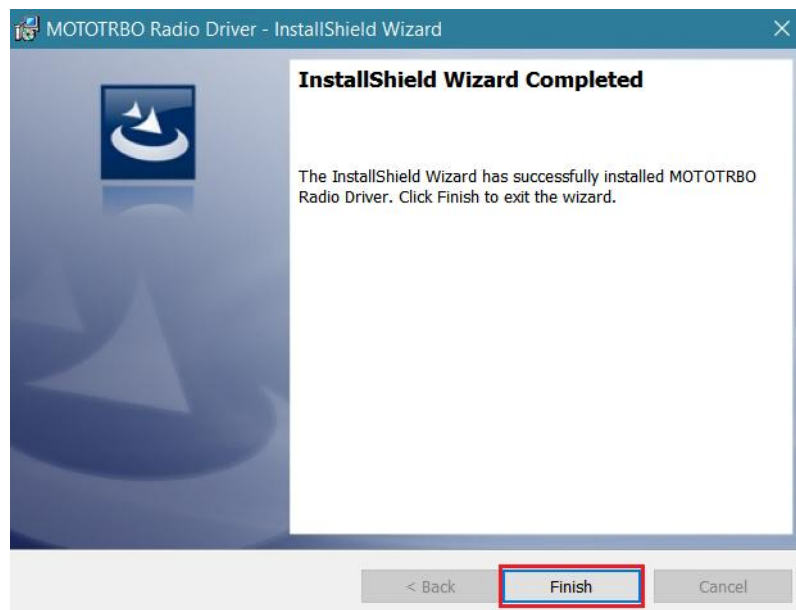 MOTOTRBO Radio Driver - InstallShield Wizard
InstallShield Wizard Completed
The InstallShield Wizard has successfully installed MOTOTRBO
Radio Driver. Click Finish to exit the wizard.
< Back Finish Cancel